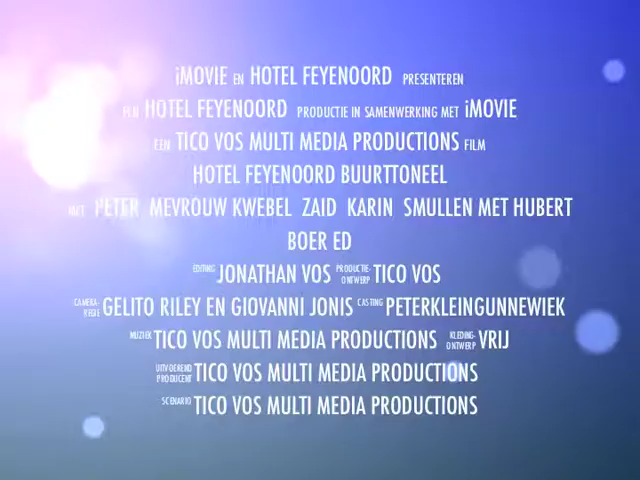 iMOVIE EN HOTEL FEYENOORD PRESENTEREN
EEN HOTEL FEYENOORD PRODUCTIE IN SAMENWERKING MET iMOVIE
EEN TICO VOS MULTI MEDIA PRODUCTIONS FILM
HOTEL FEYENOORD BUURTTONEEL
MET PETER MEVROUW KWEBEL ZAID KARIN SMULLEN MET HUBERT
BOER ED
EDITING JONATHAN VOS PRODUCTIE-ONTWERP TICO VOS
CAMERA-REGIE GELITO RILEY EN GIOVANNI JONIS CASTING PETERKLEINGUNNEWIEK
MUZIEK TICO VOS MULTI MEDIA PRODUCTIONS KLEDING-ONTWERP VRIJ
UITVOEREND PRODUCENT TICO VOS MULTI MEDIA PRODUCTIONS
SCENARIO TICO VOS MULTI MEDIA PRODUCTIONS